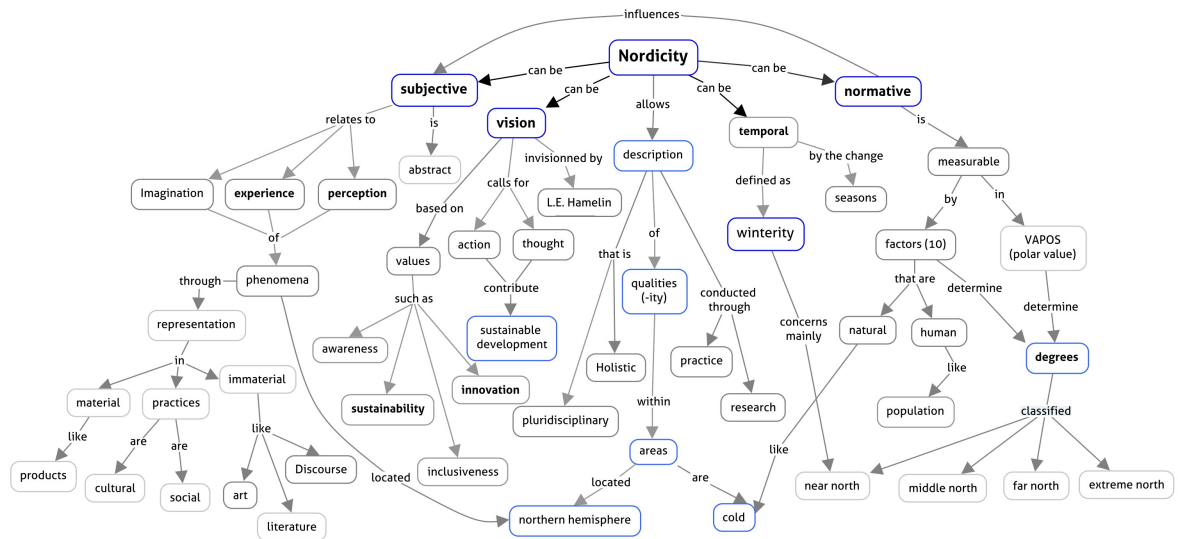 influences
Nordicity
can be
can be
can be
can be
allows
subjective
vision
temporal
normative
relates to
is
is
description
abstract
invisionned by
by the change
measurable
Imagination
experience
perception
calls for
L.E. Hamelin
defined as
seasons
by
in
based on
of
action
thought
of
winterity
factors (10)
VAPOS
(polar value)
values
that is
through
phenomena
that are
contribute
qualities
(-ity)
conducted
through
determine
determine
such as
representation
sustainable
development
concerns
mainly
natural
human
awareness
in
immaterial
Holistic
practice
degrees
like
material
practices
sustainability
innovation
pluridisciplinary
within
research
population
classified
like
are
are
like
Discourse
inclusiveness
areas
like
products
cultural
social
art
located
located
are
near north
middle north
far north
extreme north
literature
northern hemisphere
cold